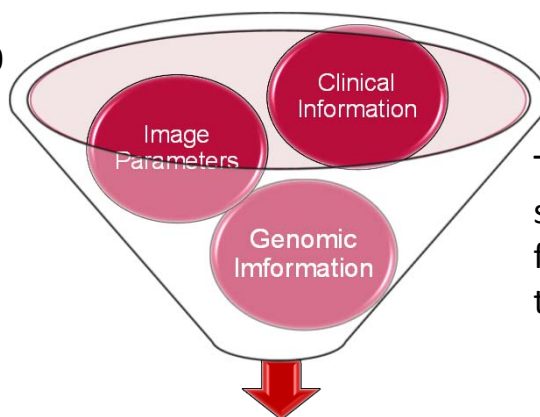 Clinical
Information
Image
Parameters
Genomic
Imformation